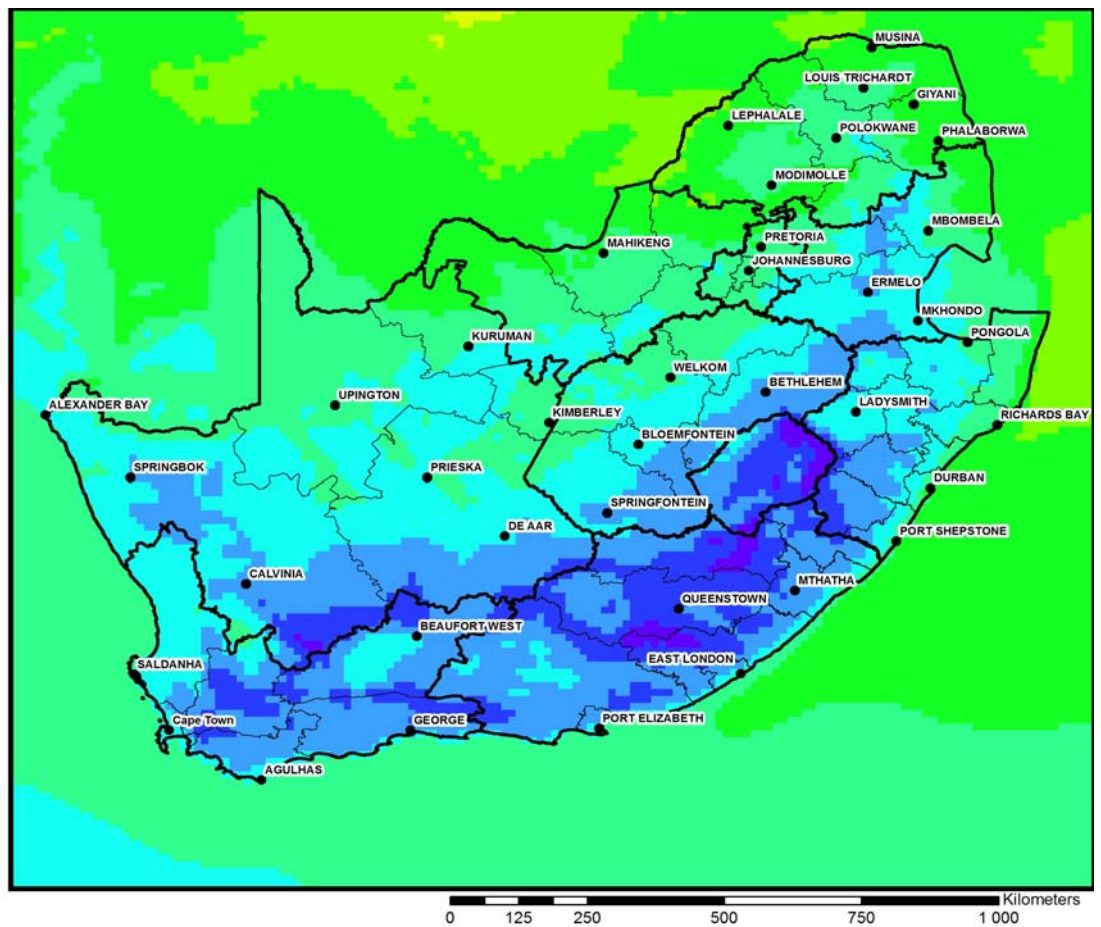 MUSINA
LOUIS TRICHARDT
GIYANI
LEPHALALE
POLOKWANE
PHALABORWA
MODIMOLLE
MBOMBELA
PRETORIA
MAHIKENG
JOHANNESBURG
ERMELO
MKHONDO
KURUMAN
PONGOLA
WELKOM
BETHLEHEM
UPINGTON
ALEXANDER BAY
KIMBERLEY
LADYSMITH
RICHARDS BAY
BLOEMFONTEIN
SPRINGBOK
PRIESKA
DURBAN
SPRINGFONTEIN
DE AAR
PORT SHEPSTONE
CALVINIA
MTHATHA
QUEENSTOWN
BEAUFORT WEST
EAST LONDON
SALDANHA
Cape Town
GEORGE
PORT ELIZABETH
AGULHAS
Kilometers
0 125 250 500 750 1 000